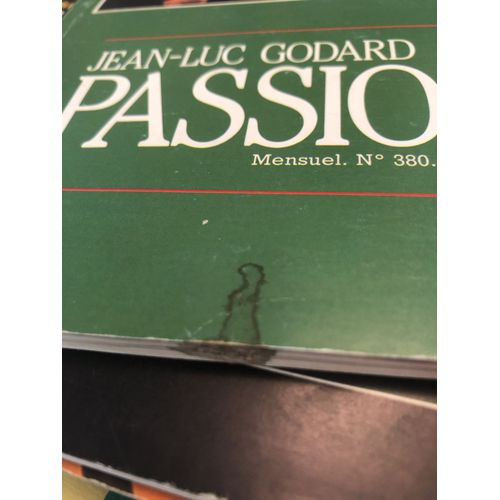 JEAN-LUC GODARD
PASSIO
Mensuel. N° 380.